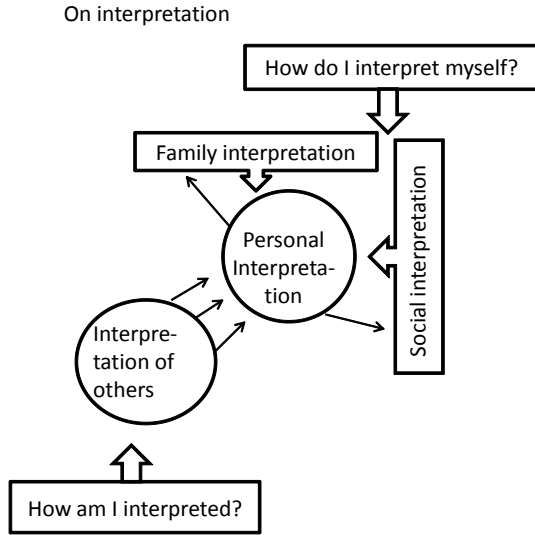 On interpretation
How do I interpret myself?
Family interpretation
Social interpretation
Personal
Interpreta-
tion
Interpre-
tation of
others
How am I interpreted?